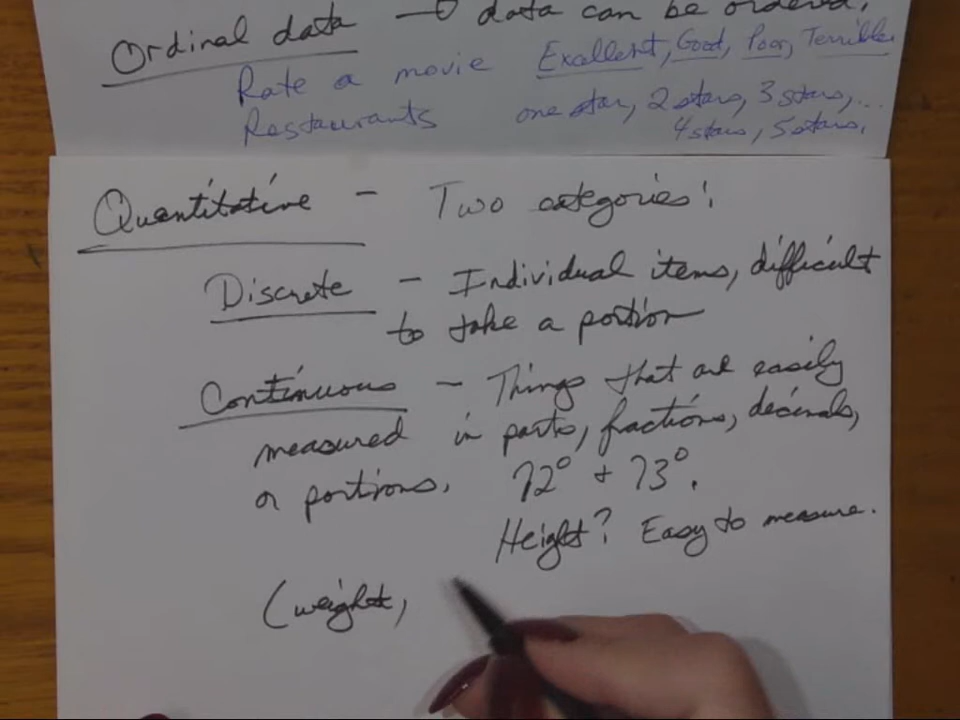 Ordinal data → data can be ordered.
Rate a movie Exallent, Good, Poor, Terrible
Restaurants one star, 2 stars, 3 stars, ...
4 stars, 5 stars.
Quantitative - Two categories:
Discrete - Individual items, difficult
to take a portion
Continuous - Things that are easily
measured in parts, fractions, decimals,
or portions. 72° + 73°.
Height? Easy to measure.
(weight,